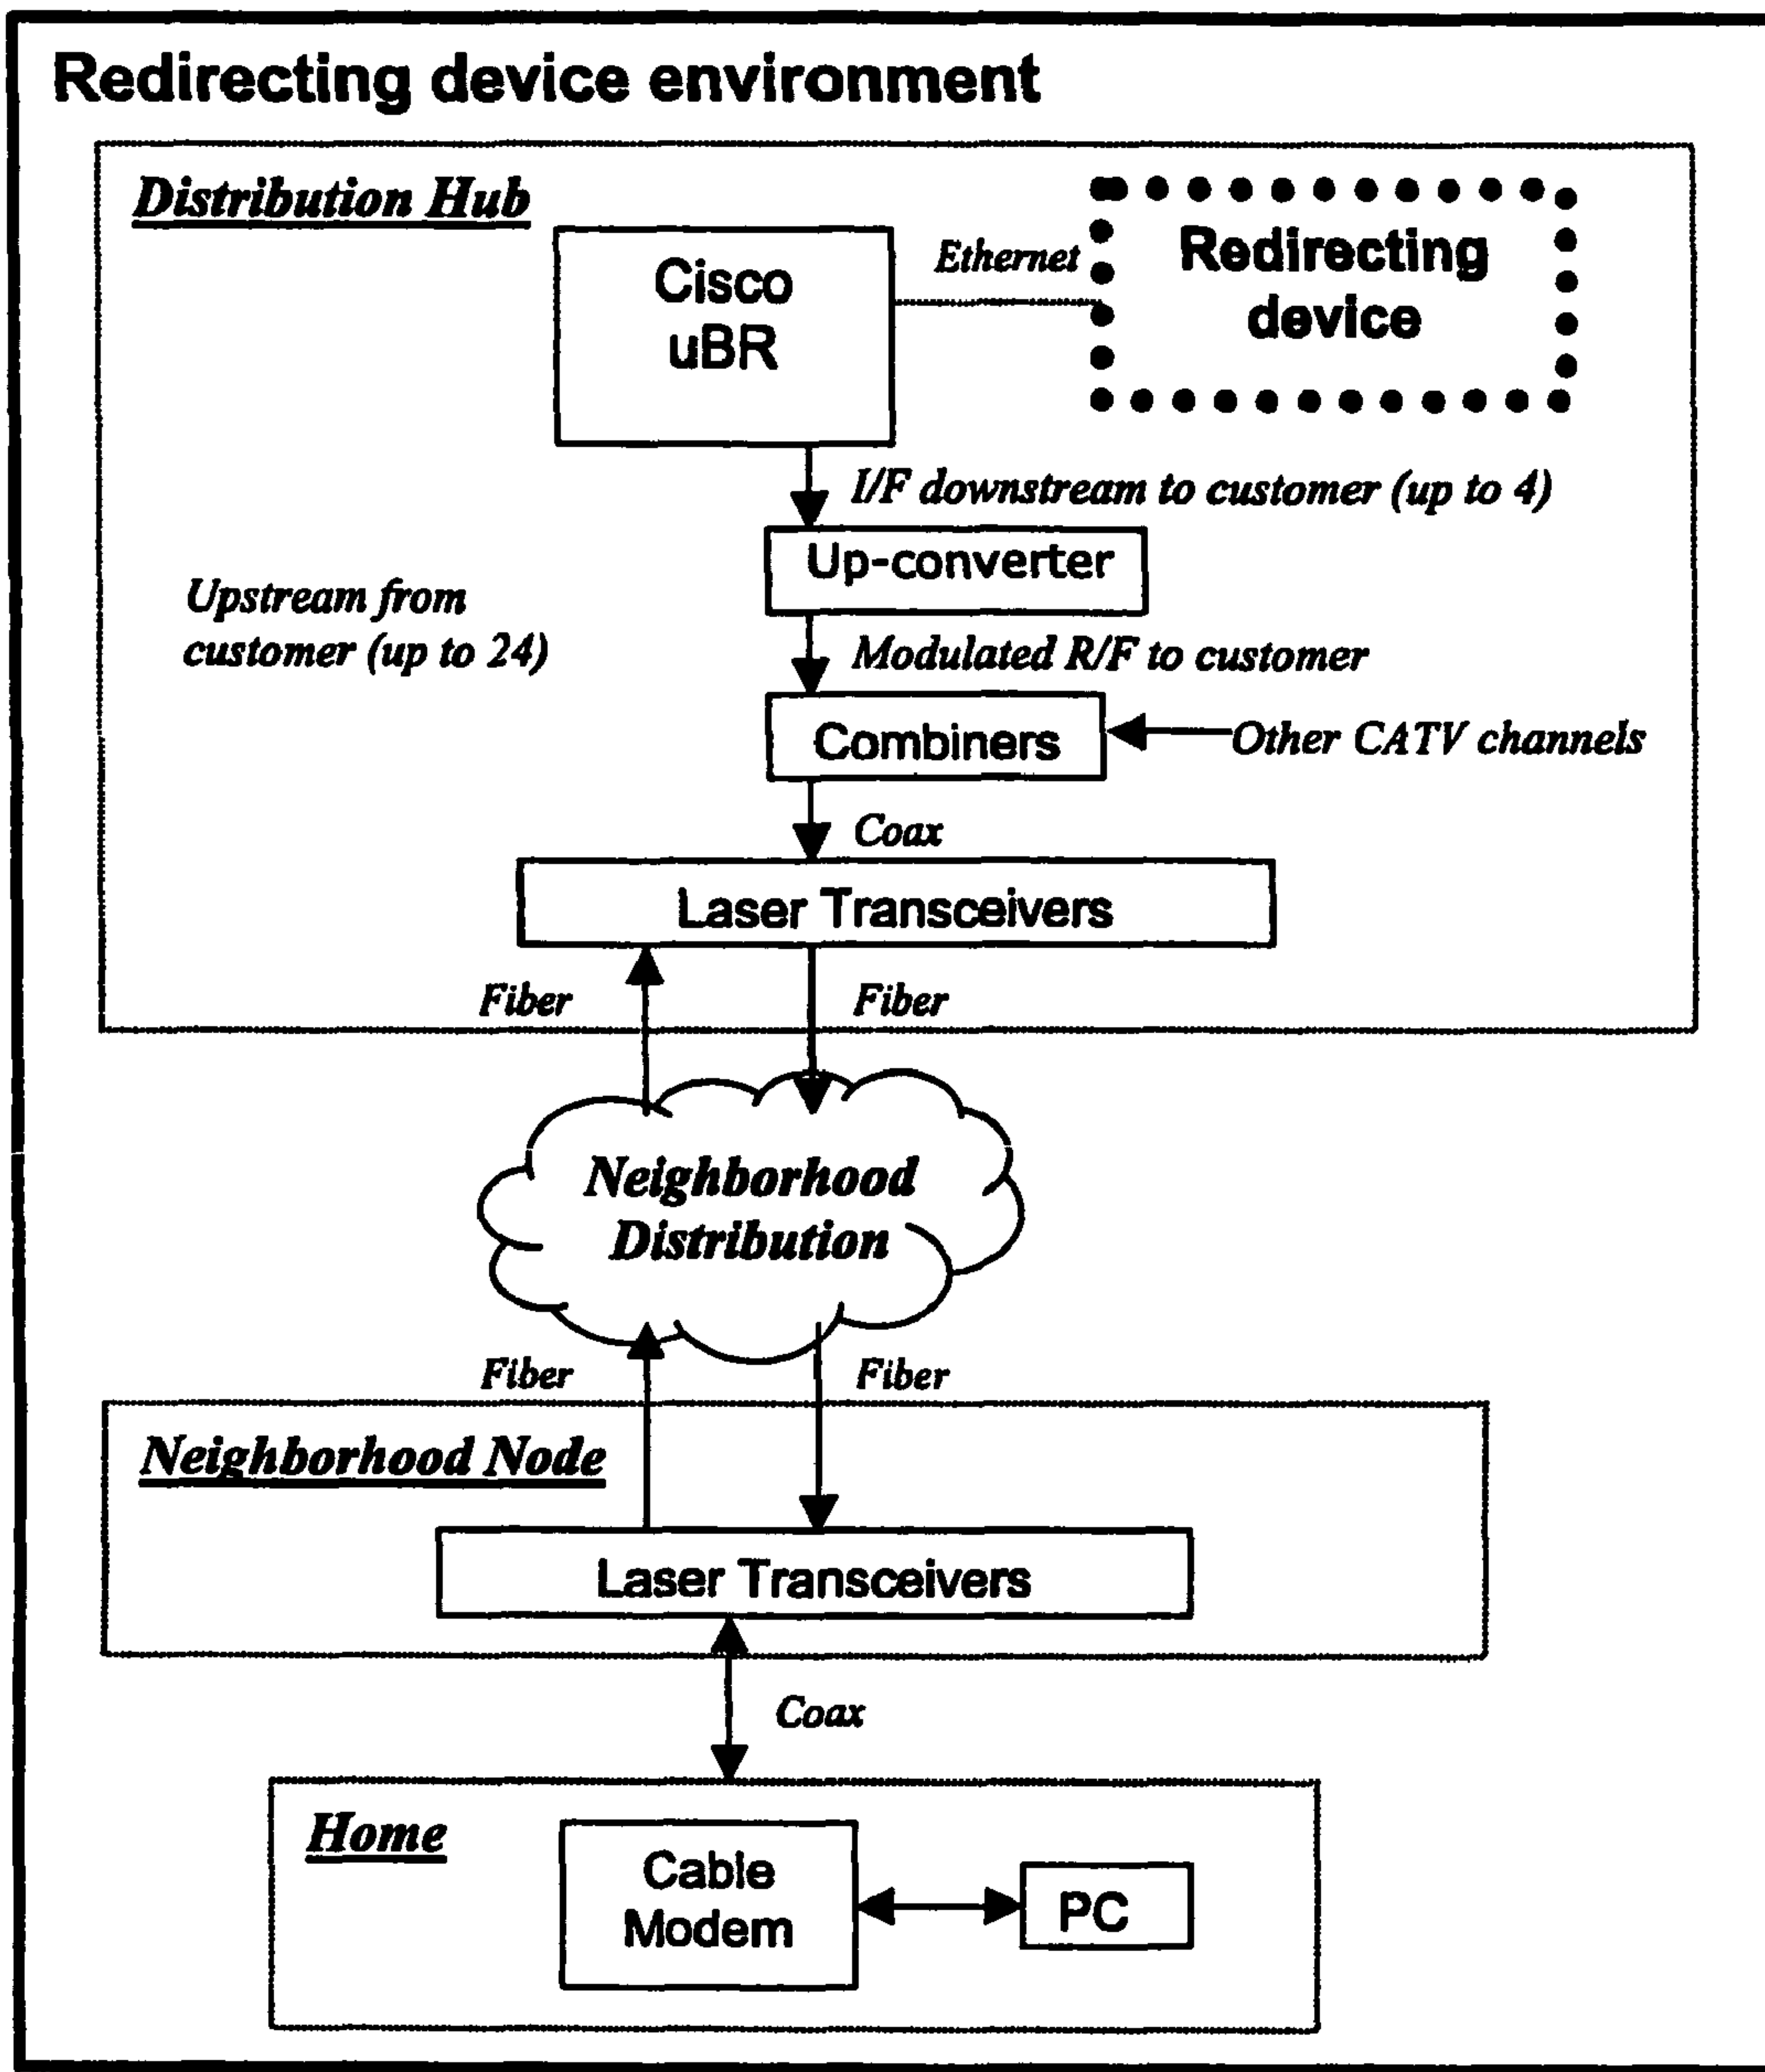 Redirecting device environment
Distribution Hub
Cisco
uBR
Ethernet
Redirecting
device
I/F downstream to customer (up to 4)
Up-converter
Upstream from
customer (up to 24)
Modulated R/F to customer
Combiners
Other CATV channels
Coax
Laser Transceivers
Fiber
Fiber
Neighborhood
Distribution
Fiber
Fiber
Neighborhood Node
Laser Transceivers
Coax
Home
Cable
Modem
PC